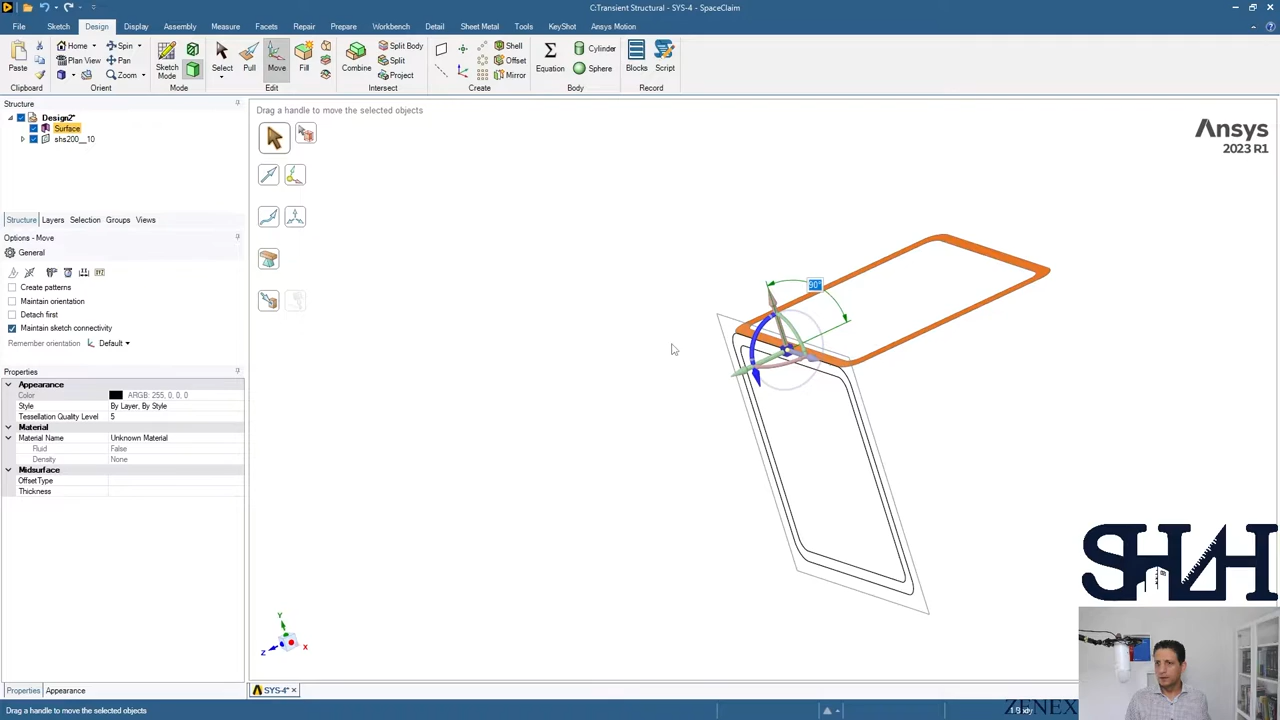 C:Transient Structural - SYS-4 - SpaceClaim
File Sketch Design Display Assembly Measure Facets Repair Prepare Workbench Detail Sheet Metal Tools KeyShot Ansys Motion
Paste
Home
Plan View
Spin
Pan
Zoom
Sketch Mode
Select
Pull
Move
Fill
Combine
Split Body
Split
Project
Shell
Offset
Mirror
Equation
Cylinder
Sphere
Blocks
Script
Clipboard Orient Mode Edit Intersect Create Body Record
Structure
Design2*
Surface
shs200__10
Structure Layers Selection Groups Views
Options - Move
General
XYZ
Create patterns
Maintain orientation
Detach first
Maintain sketch connectivity
Remember orientation Default
Properties
Appearance
Color ARGB: 255, 0, 0, 0
Style By Layer, By Style
Tessellation Quality Level 5
Material
Material Name Unknown Material
Fluid False
Density None
Midsurface
Offset Type
Thickness
Properties Appearance
Drag a handle to move the selected objects
Ansys
2023 R1
90°
Y
Z
X
SHZH
SYS-4*
Drag a handle to move the selected objects
ZENEX
1 Body